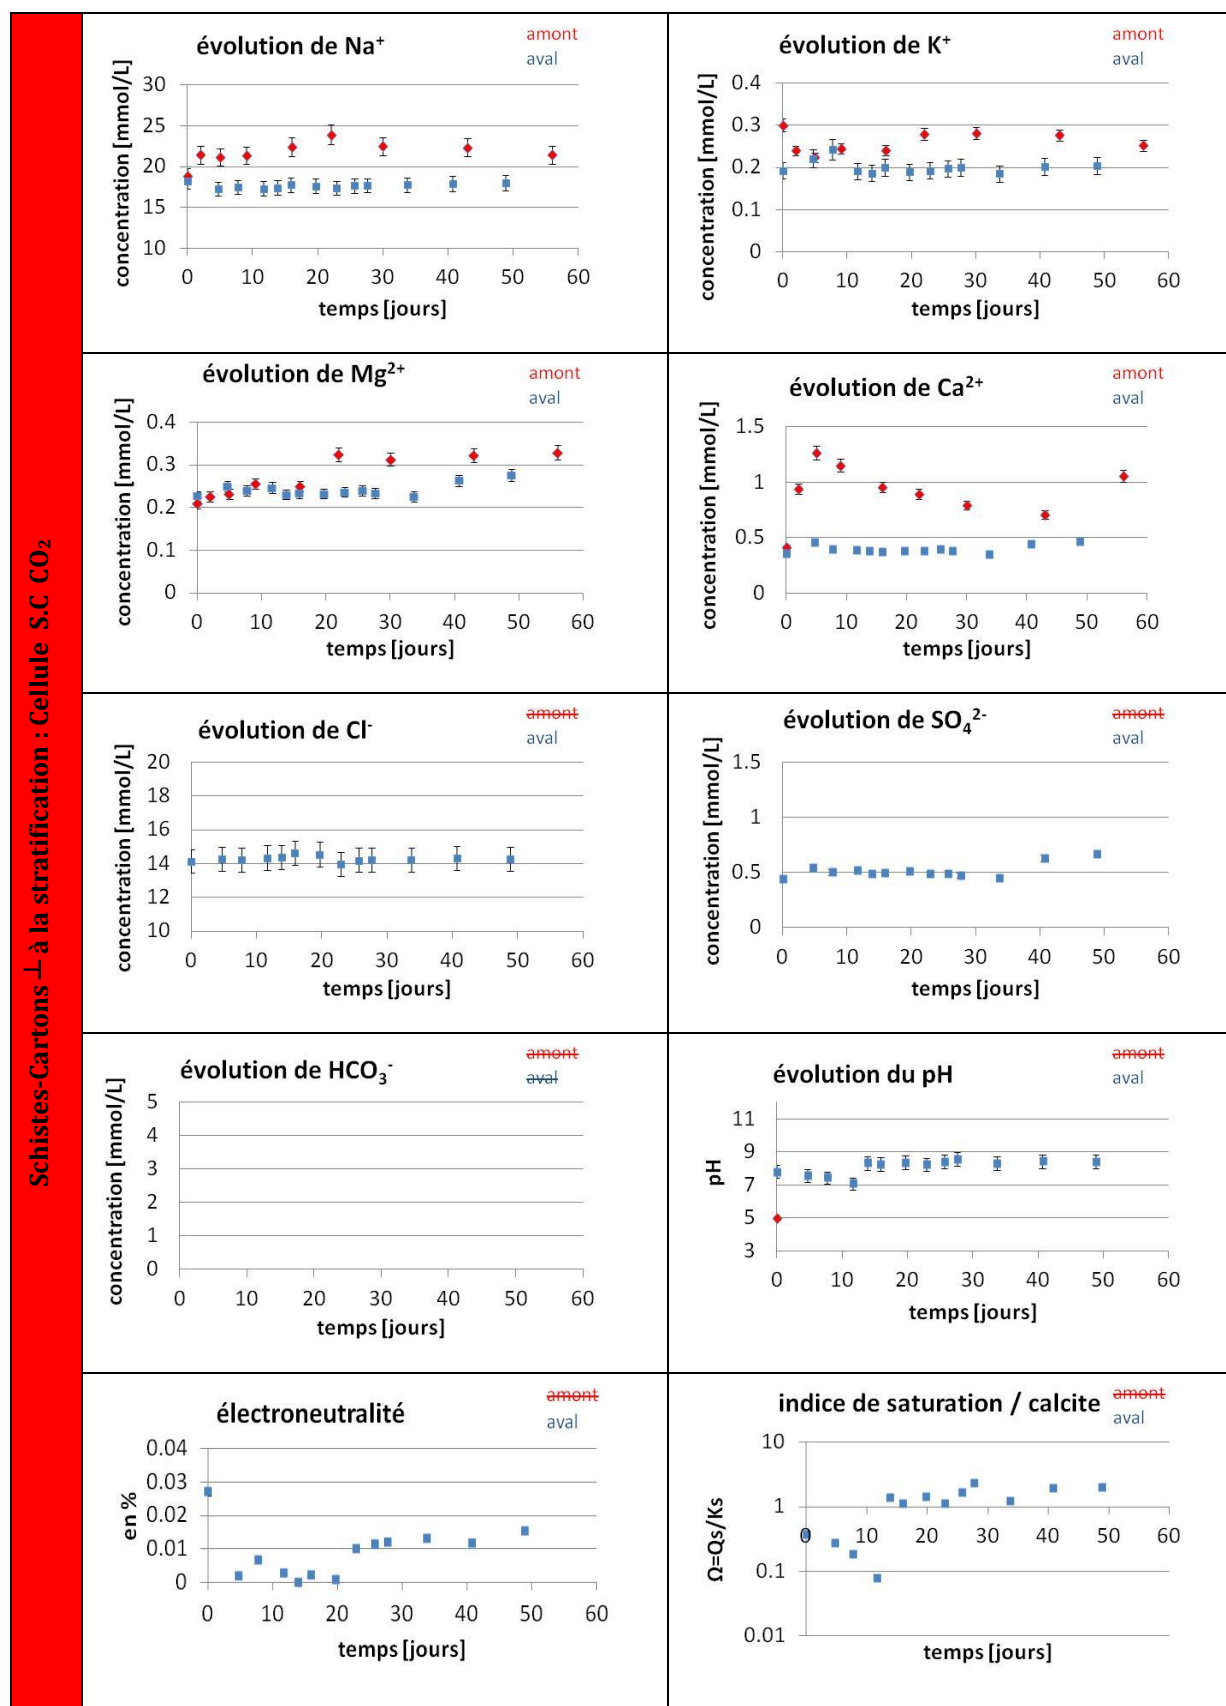 Schistes-Cartons ┴ à la stratification : Cellule S.C CO₂
évolution de Na⁺
amont
aval
concentration [mmol/L]
30
25
20
15
10
0 10 20 30 40 50 60
temps [jours]
évolution de K⁺
amont
aval
concentration [mmol/L]
0.4
0.3
0.2
0.1
0
0 10 20 30 40 50 60
temps [jours]
évolution de Mg²⁺
amont
aval
concentration [mmol/L]
0.4
0.3
0.2
0.1
0
0 10 20 30 40 50 60
temps [jours]
évolution de Ca²⁺
amont
aval
concentration [mmol/L]
1.5
1
0.5
0
0 10 20 30 40 50 60
temps [jours]
évolution de Cl⁻
amont
aval
concentration [mmol/L]
20
18
16
14
12
10
0 10 20 30 40 50 60
temps [jours]
évolution de SO₄²⁻
amont
aval
concentration [mmol/L]
1.5
1
0.5
0
0 10 20 30 40 50 60
temps [jours]
évolution de HCO₃⁻
amont
aval
concentration [mmol/L]
5
4
3
2
1
0
0 10 20 30 40 50 60
temps [jours]
évolution du pH
amont
aval
pH
11
9
7
5
3
0 10 20 30 40 50 60
temps [jours]
électroneutralité
amont
aval
en %
0.04
0.03
0.02
0.01
0
0 10 20 30 40 50 60
temps [jours]
indice de saturation / calcite
amont
aval
Ω=Qs/Ks
10
1
0.1
0.01
0 10 20 30 40 50 60
temps [jours]